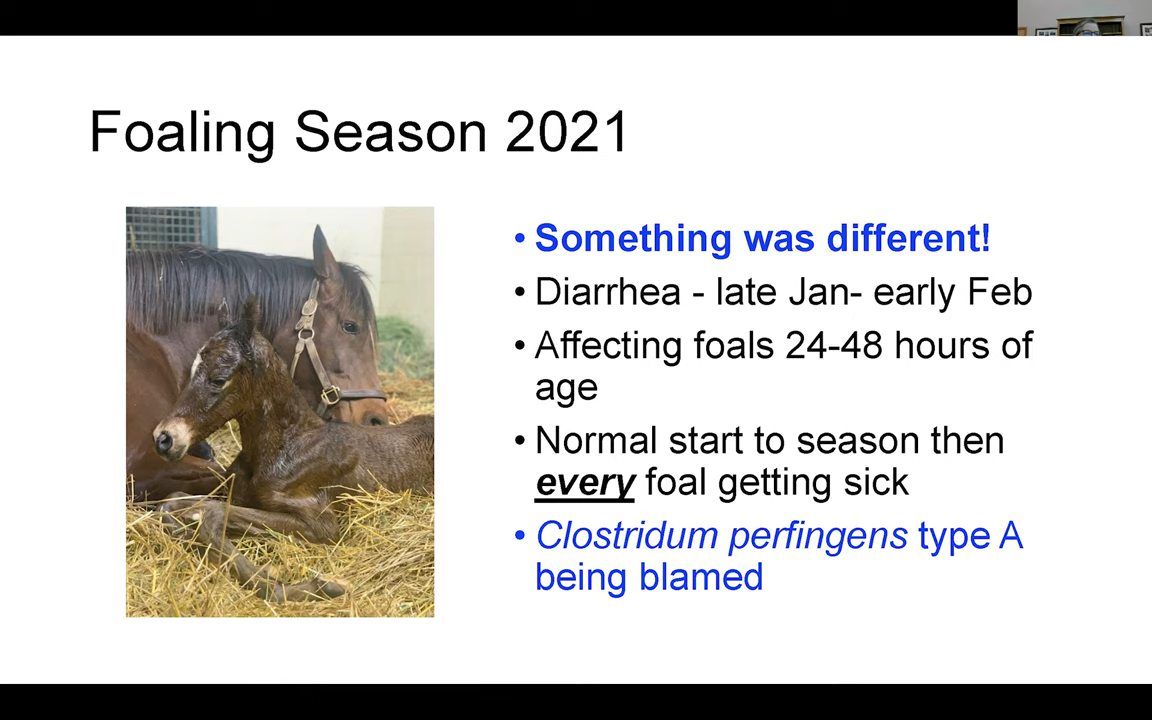 Foaling Season 2021
• Something was different!
• Diarrhea - late Jan- early Feb
• Affecting foals 24-48 hours of
age
• Normal start to season then
every foal getting sick
• Clostridum perfingens type A
being blamed